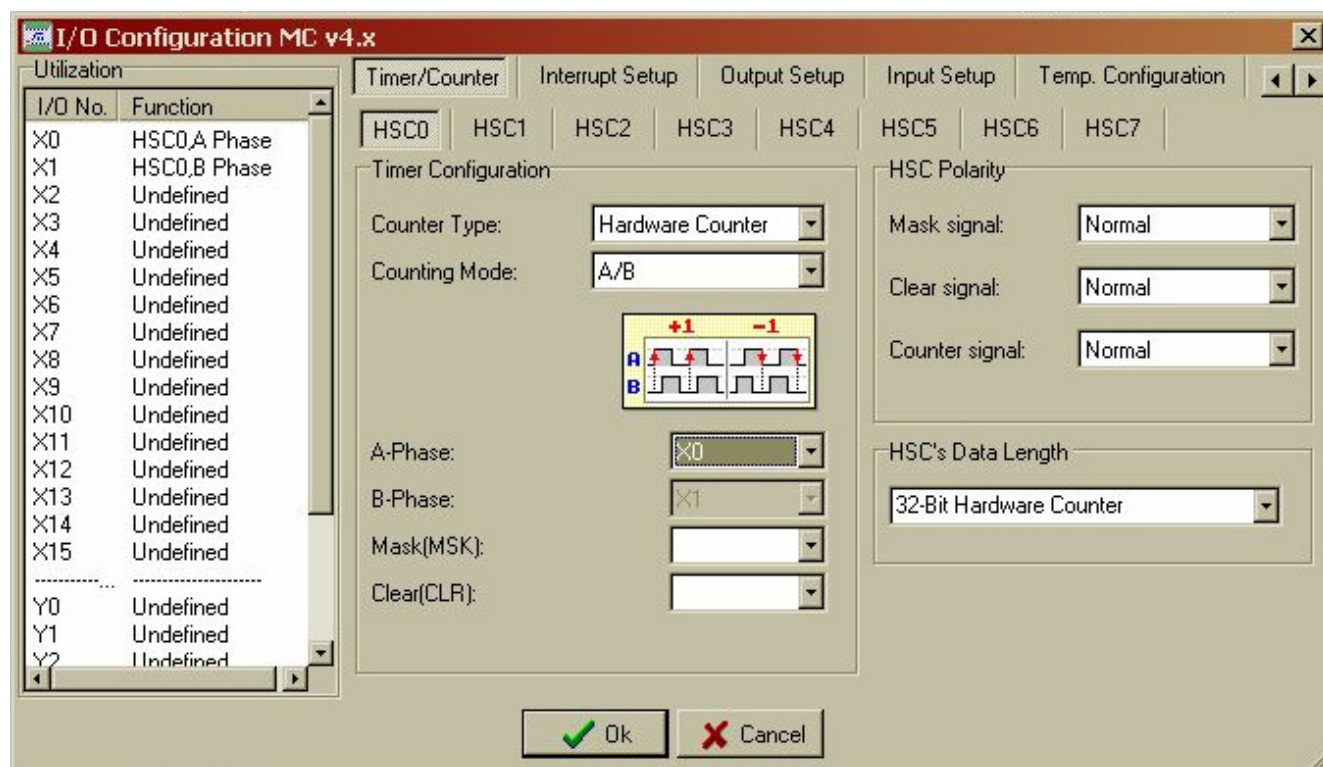 I/O Configuration MC v4.x
Utilization
I/O No. Function
X0 HSC0,A Phase
X1 HSC0,B Phase
X2 Undefined
X3 Undefined
X4 Undefined
X5 Undefined
X6 Undefined
X7 Undefined
X8 Undefined
X9 Undefined
X10 Undefined
X11 Undefined
X12 Undefined
X13 Undefined
X14 Undefined
X15 Undefined
----------... --------------------
Y0 Undefined
Y1 Undefined
Y2 Undefined
Timer/Counter Interrupt Setup Output Setup Input Setup Temp. Configuration
HSC0 HSC1 HSC2 HSC3 HSC4 HSC5 HSC6 HSC7
Timer Configuration
Counter Type: Hardware Counter
Counting Mode: A/B
+1 -1
A
B
A-Phase: X0
B-Phase: X1
Mask(MSK):
Clear(CLR):
HSC Polarity
Mask signal: Normal
Clear signal: Normal
Counter signal: Normal
HSC's Data Length
32-Bit Hardware Counter
Ok Cancel